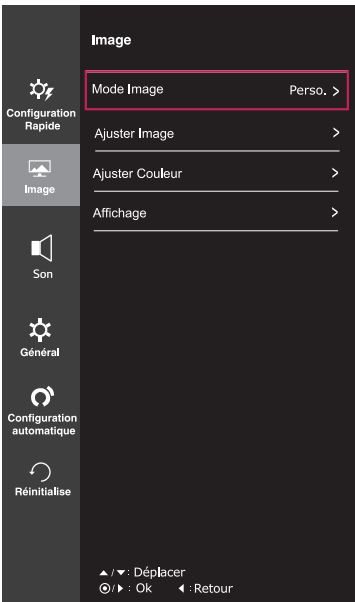 Image
Mode Image Perso. >
Ajuster Image >
Ajuster Couleur >
Affichage >
Configuration
Rapide
Image
Son
Général
Configuration
automatique
Réinitialise
▲/▼: Déplacer
⦿/▶ : Ok ◀ :Retour